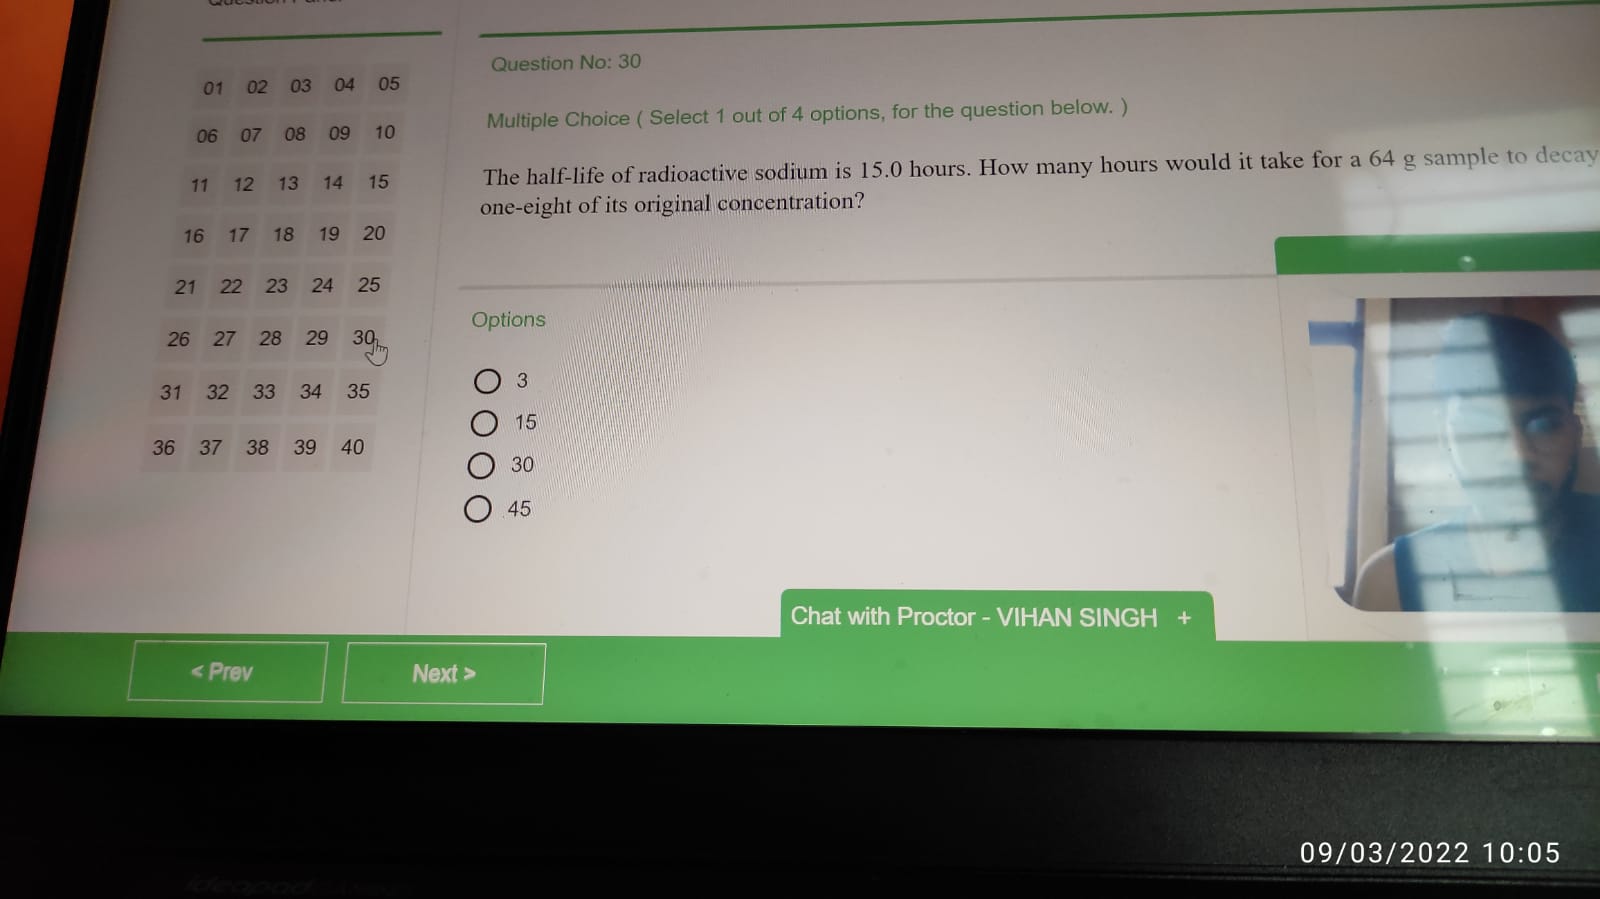 01 02 03 04 05
06 07 08 09 10
11 12 13 14 15
16 17 18 19 20
21 22 23 24 25
26 27 28 29 30
31 32 33 34 35
36 37 38 39 40
Question No: 30
Multiple Choice ( Select 1 out of 4 options, for the question below. )
The half-life of radioactive sodium is 15.0 hours. How many hours would it take for a 64 g sample to decay
one-eight of its original concentration?
Options
3
15
30
45
Chat with Proctor - VIHAN SINGH +
< Prev
Next >
ideapad
09/03/2022 10:05